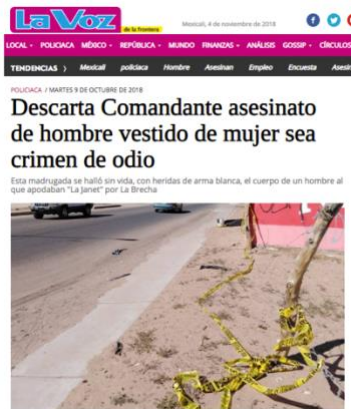 La Voz
de la frontera
Mexicali, 4 de noviembre de 2018
LOCAL POLICIACA MÉXICO REPÚBLICA MUNDO FINANZAS ANÁLISIS GOSSIP CÍRCULOS
TENDENCIAS Mexicali policiaca Hombre Asesinan Empleo Encuesta
POLICIACA / MARTES 9 DE OCTUBRE DE 2018
Descarta Comandante asesinato
de hombre vestido de mujer sea
crimen de odio
Esta madrugada se halló sin vida, con heridas de arma blanca, el cuerpo de un hombre al
que apodaban "La Janet" por La Brecha